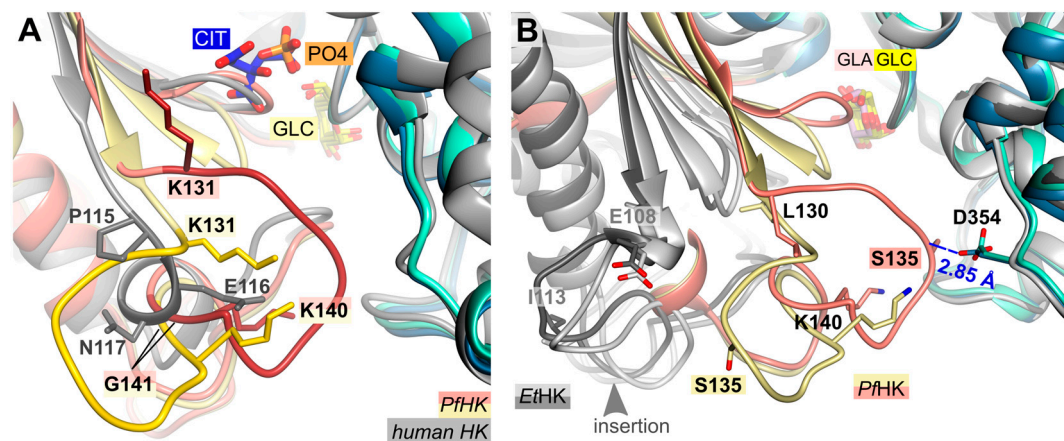 A
CIT
PO4
GLC
K131
K131
P115
E116
K140
N117
G141
PfHK
human HK
B
GLA GLC
E108
L130
D354
S135
2.85 Å
I113
K140
S135
EtHK
PfHK
insertion